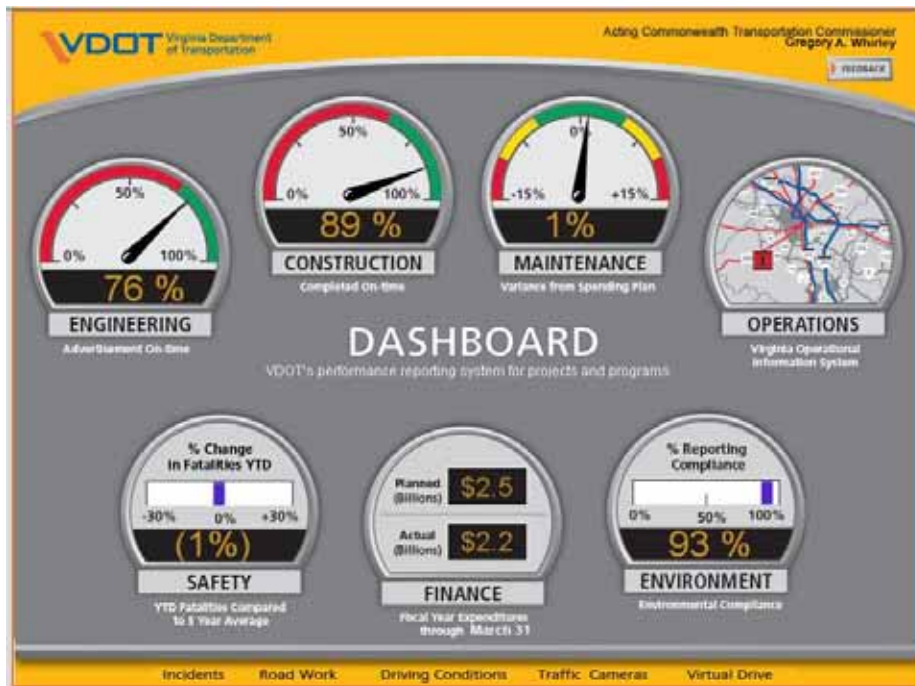 VDOT Virginia Department
of Transportation
Acting Commonwealth Transportation Commissioner
Gregory A. Whirley
FEEDBACK
50%
0% 100%
76 %
ENGINEERING
Advertisement On-time
50%
0% 100%
89 %
CONSTRUCTION
Completed On-time
0%
-15% +15%
1%
MAINTENANCE
Variance from Spending Plan
OPERATIONS
Virginia Operational
Information System
DASHBOARD
VDOT's performance reporting system for projects and programs
% Change
in Fatalities YTD
-30% 0% +30%
(1%)
SAFETY
YTD Fatalities Compared
to 5 Year Average
Planned
(Billions)
$2.5
Actual
(Billions)
$2.2
FINANCE
Fiscal Year Expenditures
through March 31
% Reporting
Compliance
0% 50% 100%
93 %
ENVIRONMENT
Environmental Compliance
Incidents Road Work Driving Conditions Traffic Cameras Virtual Drive